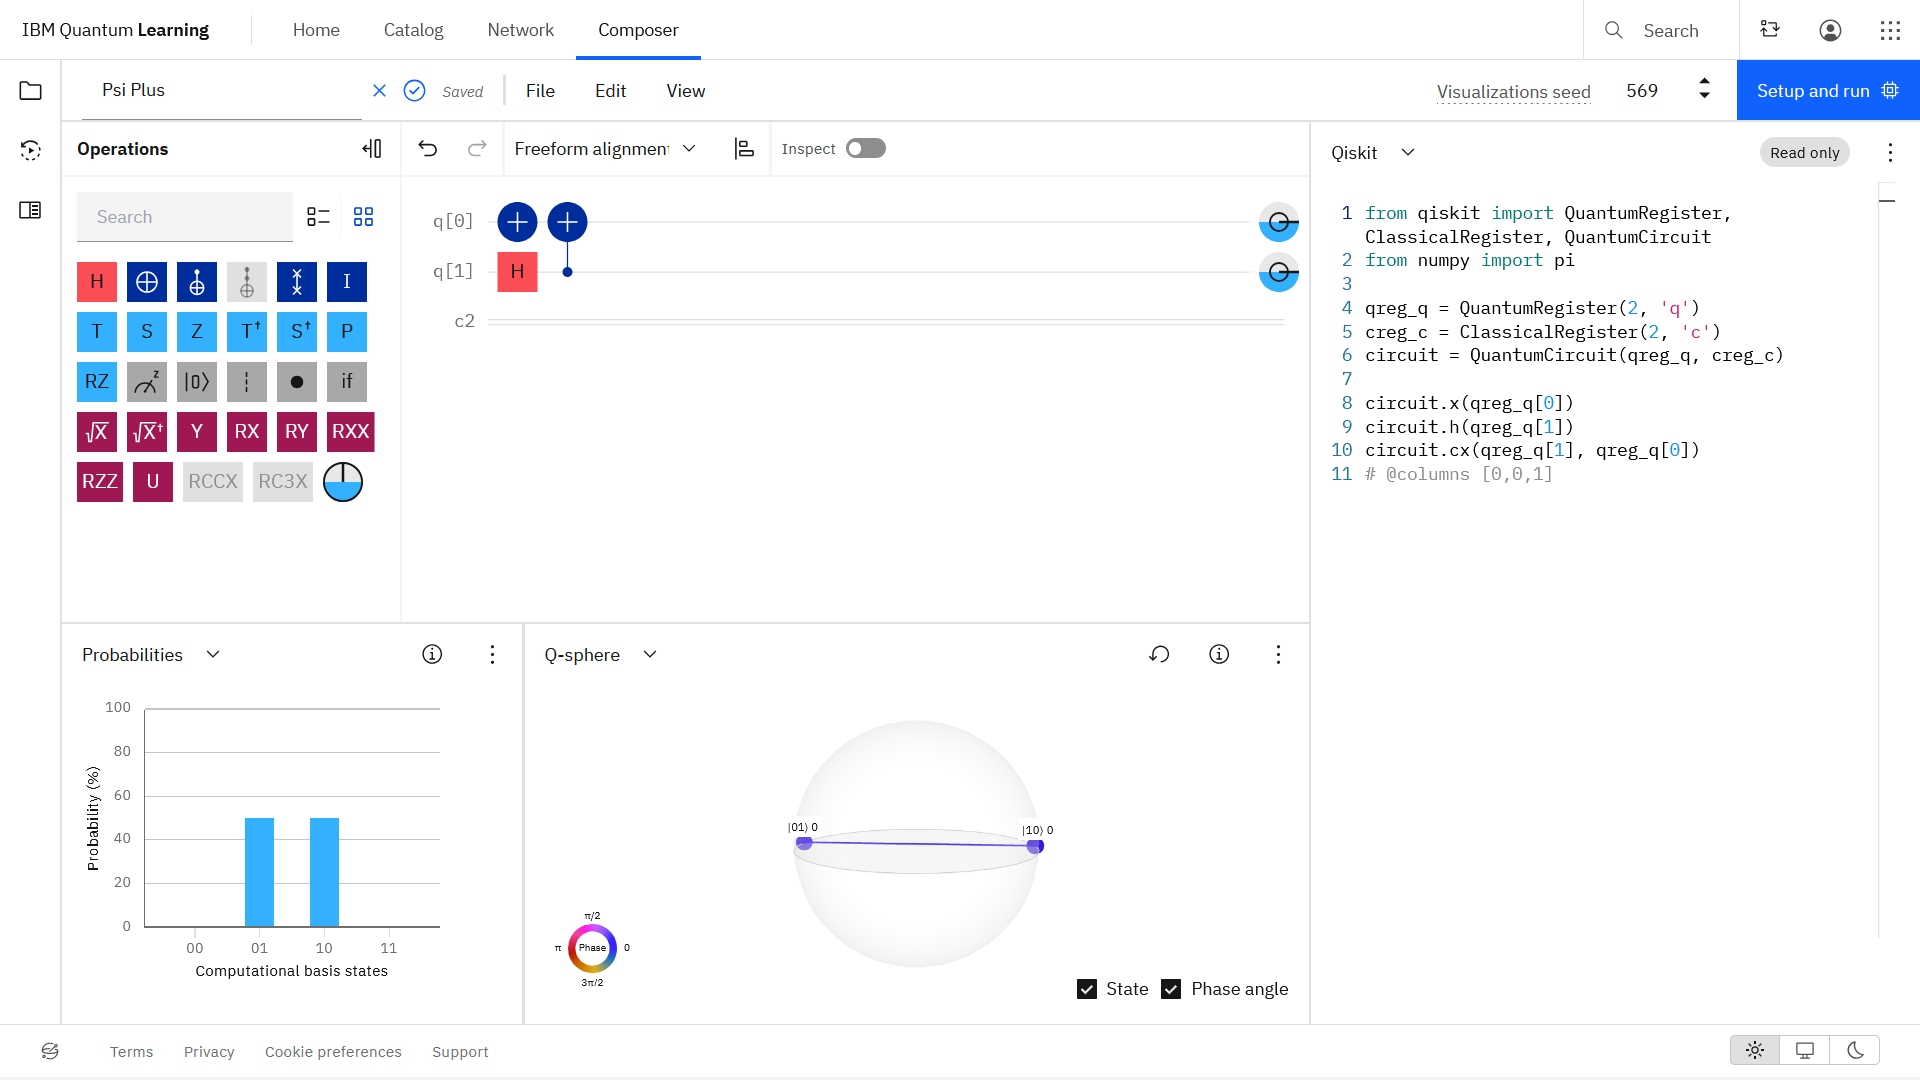 IBM Quantum Learning
Home
Catalog
Network
Composer
Search
Psi Plus
Saved
File
Edit
View
Visualizations seed
569
Setup and run
Operations
Freeform alignment
Inspect
Qiskit
Read only
Search
H
I
T
S
Z
T†
S†
P
RZ
z
|0⟩
if
√X
√X†
Y
RX
RY
RXX
RZZ
U
RCCX
RC3X
q[0]
q[1]
H
c2
1 from qiskit import QuantumRegister,
ClassicalRegister, QuantumCircuit
2 from numpy import pi
3
4 qreg_q = QuantumRegister(2, 'q')
5 creg_c = ClassicalRegister(2, 'c')
6 circuit = QuantumCircuit(qreg_q, creg_c)
7
8 circuit.x(qreg_q[0])
9 circuit.h(qreg_q[1])
10 circuit.cx(qreg_q[1], qreg_q[0])
11 # @columns [0,0,1]
Probabilities
Probability (%)
100
80
60
40
20
0
00
01
10
11
Computational basis states
Q-sphere
|01⟩ 0
|10⟩ 0
π/2
π
Phase
0
3π/2
State
Phase angle
Terms
Privacy
Cookie preferences
Support